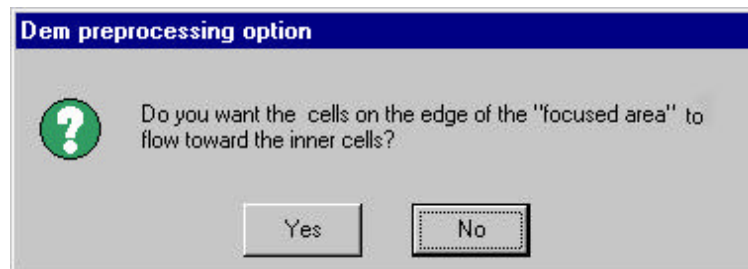 Dem preprocessing option
Do you want the cells on the edge of the "focused area" to
flow toward the inner cells?
Yes
No